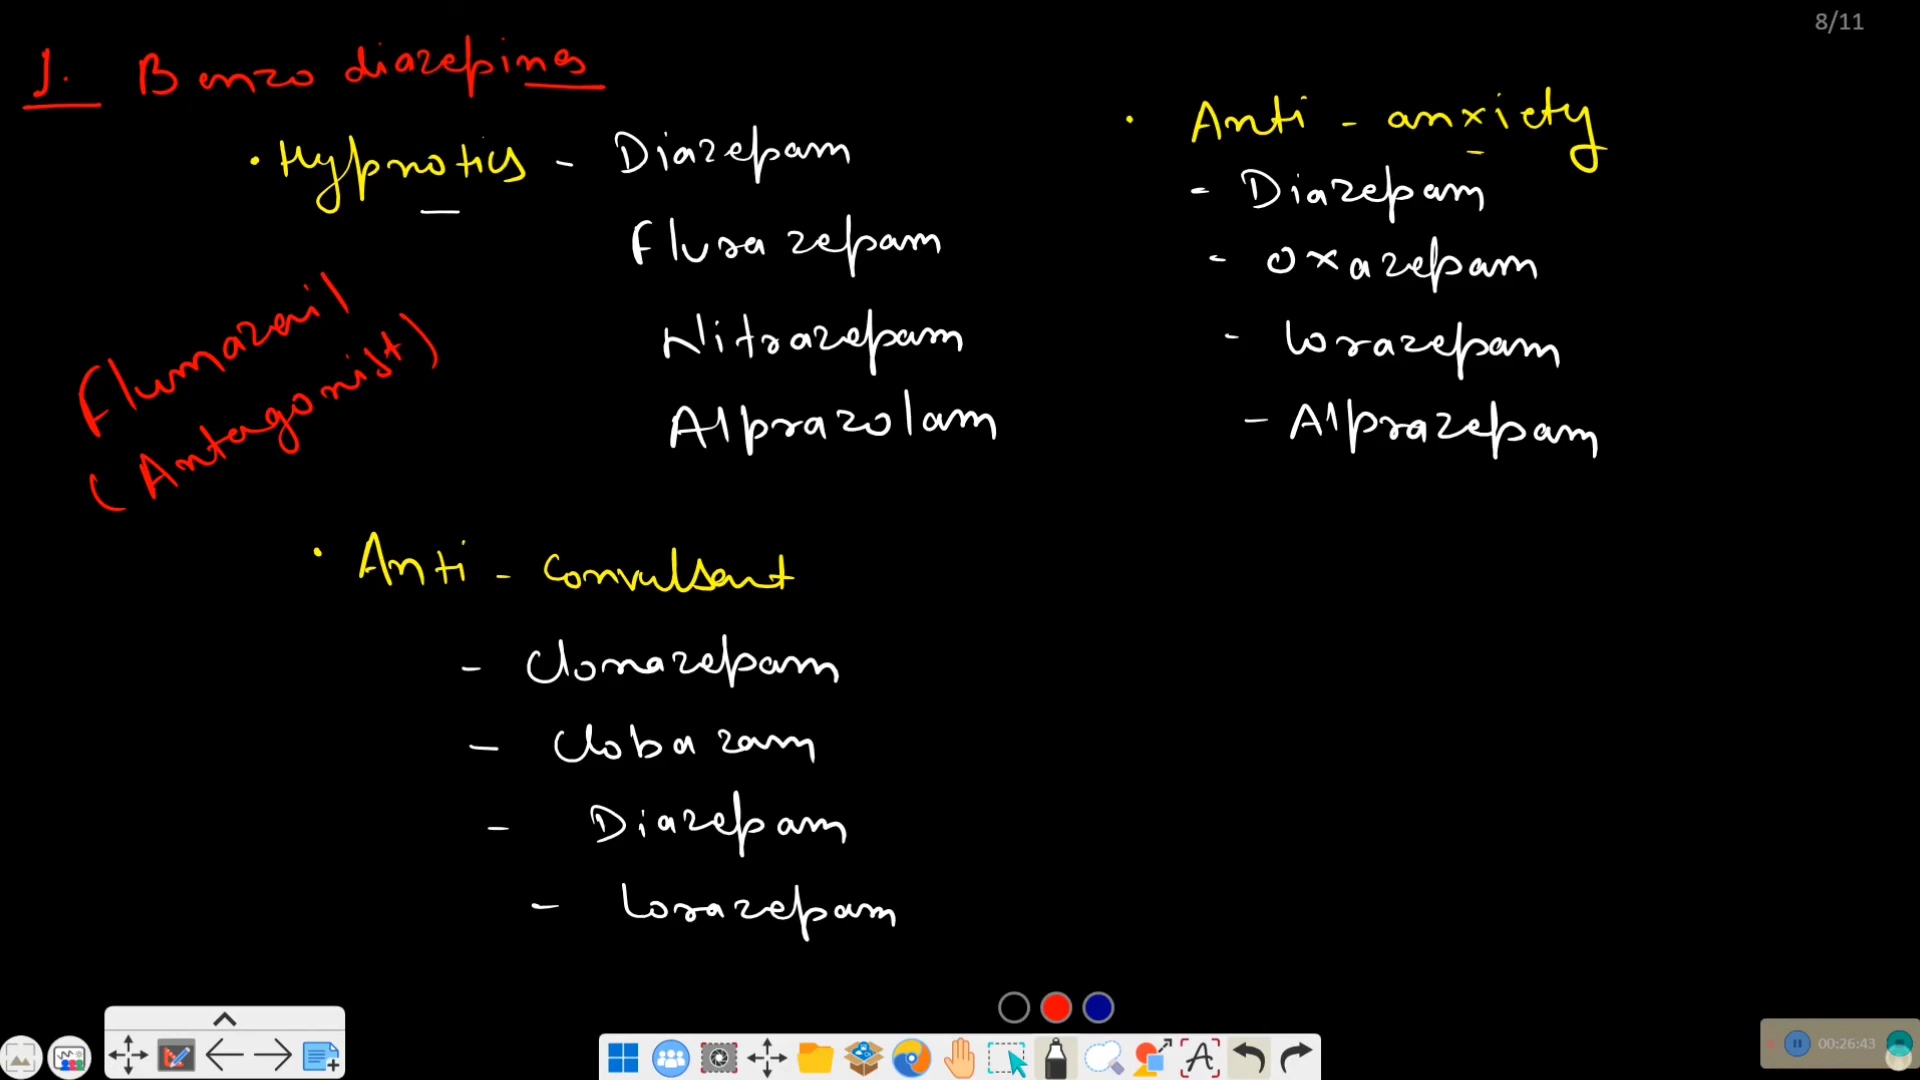 8/11
1. Benzodiazepines
• Hypnotics - Diazepam
Flurazepam
Nitrazepam
Alprazolam
Flumazenil
(Antagonist)
• Anti - anxiety
- Diazepam
- Oxazepam
- Lorazepam
- Alprazepam
• Anti - convulsant
- Clonazepam
- Clobazam
- Diazepam
- Lorazepam
00:26:43